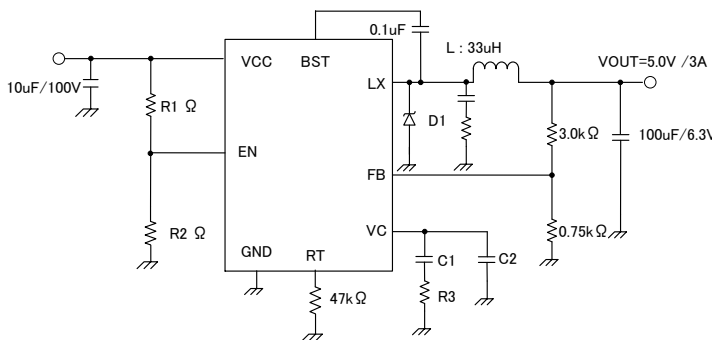 0.1uF
L : 33uH
VOUT=5.0V /3A
VCC
BST
LX
10uF/100V
R1 Ω
D1
3.0kΩ
100uF/6.3V
EN
FB
R2 Ω
VC
0.75kΩ
GND
RT
C1
C2
47kΩ
R3